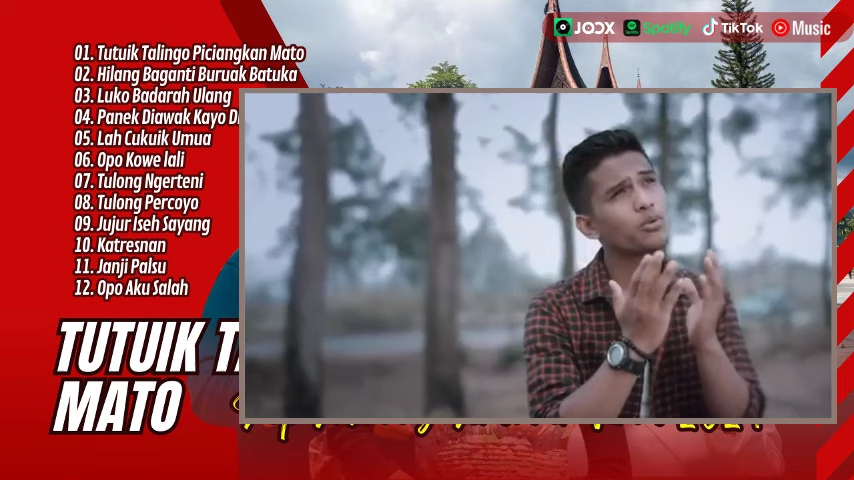 JOOX Spotify TikTok Music
01. Tutuik Talingo Piciangkan Mato
02. Hilang Baganti Buruak Batuka
03. Luko Badarah Ulang
04. Panek Diawak Kayo
05. Lah Cukuik Umua
06. Opo Kowe lali
07. Tulong Ngerteni
08. Tulong Percoyo
09. Jujur Iseh Sayang
10. Katresnan
11. Janji Palsu
12. Opo Aku Salah
TUTUIK
MATO